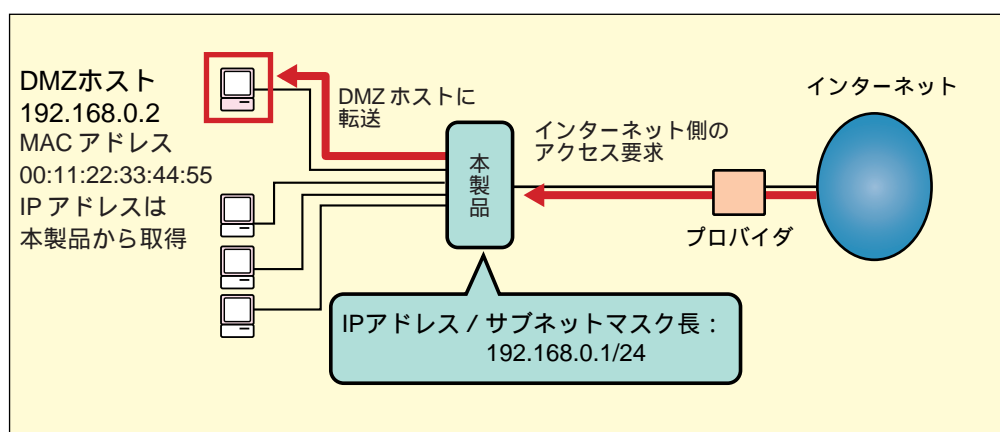 DMZホスト
192.168.0.2
MAC アドレス
00:11:22:33:44:55
IP アドレスは
本製品から取得
DMZ ホストに
転送
本製品
インターネット側の
アクセス要求
プロバイダ
インターネット
IPアドレス / サブネットマスク長：
192.168.0.1/24